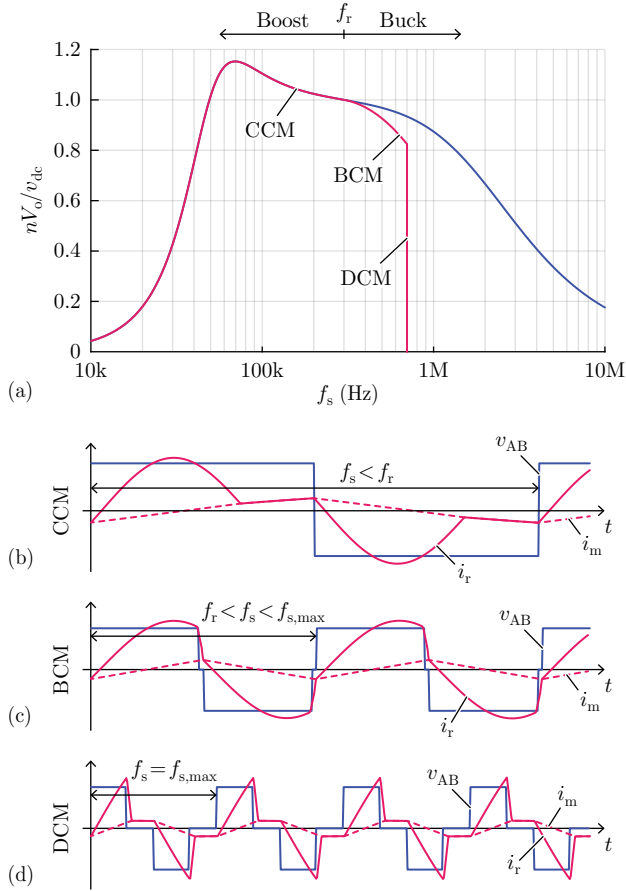 Boost f_r Buck
1.2
1.0
0.8
0.6
0.4
0.2
0
nV_o/v_dc
CCM
BCM
DCM
10k 100k 1M 10M
f_s (Hz)
(a)
CCM
f_s < f_r
v_AB
t
i_m
i_r
(b)
BCM
f_r < f_s < f_s,max
v_AB
t
i_m
i_r
(c)
DCM
f_s = f_s,max
v_AB
i_m
t
i_r
(d)